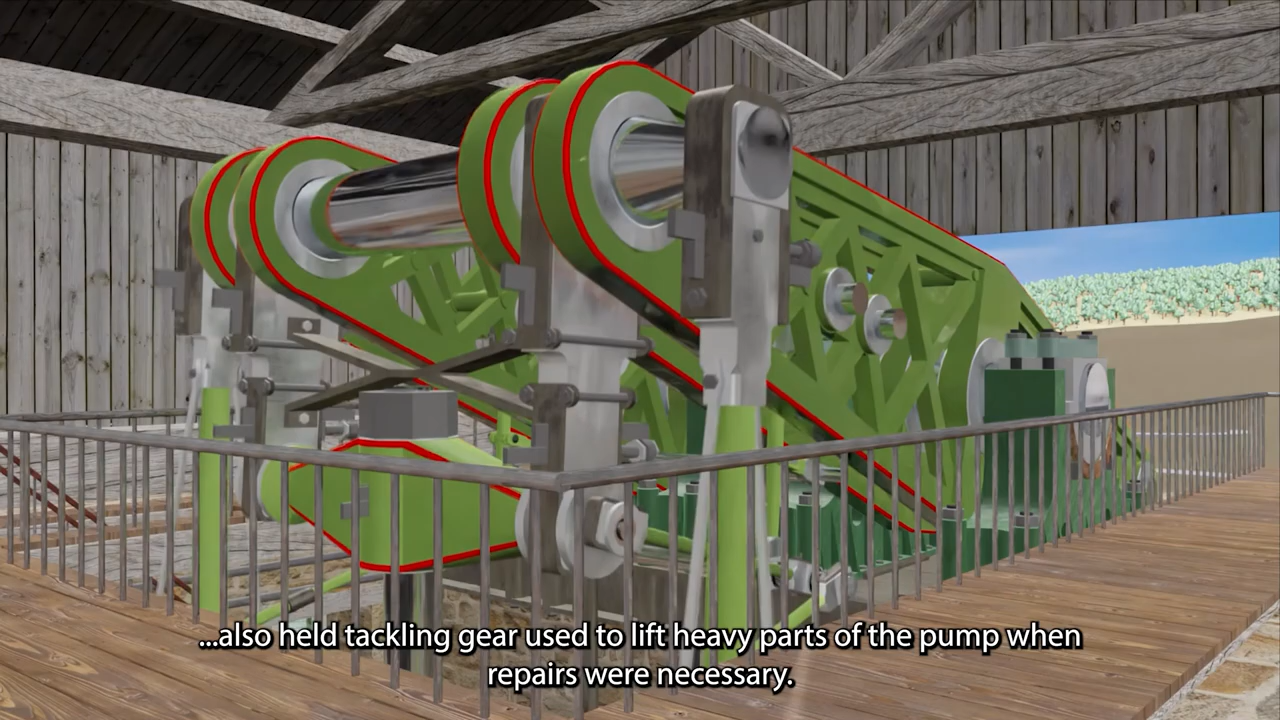 ...also held tackling gear used to lift heavy parts of the pump when
repairs were necessary.